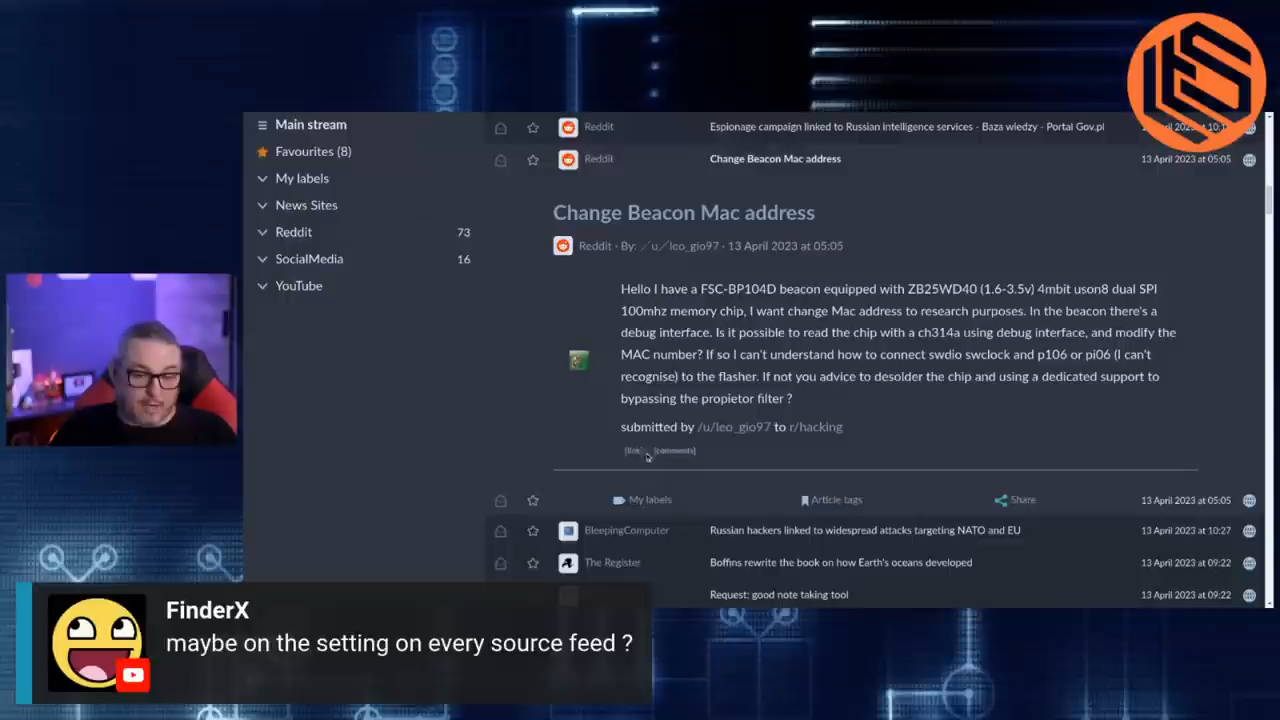 Main stream
Favourites (8)
My labels
News Sites
Reddit 73
SocialMedia 16
YouTube
Reddit Espionage campaign linked to Russian intelligence services - Baza wiedzy - Portal Gov.pl
Reddit Change Beacon Mac address 13 April 2023 at 05:05
Change Beacon Mac address
Reddit · By: /u/leo_gio97 · 13 April 2023 at 05:05
Hello I have a FSC-BP104D beacon equipped with ZB25WD40 (1.6-3.5v) 4mbit uson8 dual SPI
100mhz memory chip, I want change Mac address to research purposes. In the beacon there's a
debug interface. Is it possible to read the chip with a ch314a using debug interface, and modify the
MAC number? If so I can't understand how to connect swdio swclock and p106 or pi06 (I can't
recognise) to the flasher. If not you advice to desolder the chip and using a dedicated support to
bypassing the propietor filter ?
submitted by /u/leo_gio97 to r/hacking
[link] [comments]
My labels Article tags Share 13 April 2023 at 05:05
BleepingComputer Russian hackers linked to widespread attacks targeting NATO and EU 13 April 2023 at 10:27
The Register Boffins rewrite the book on how Earth's oceans developed 13 April 2023 at 09:22
Request: good note taking tool 13 April 2023 at 09:22
FinderX
maybe on the setting on every source feed ?